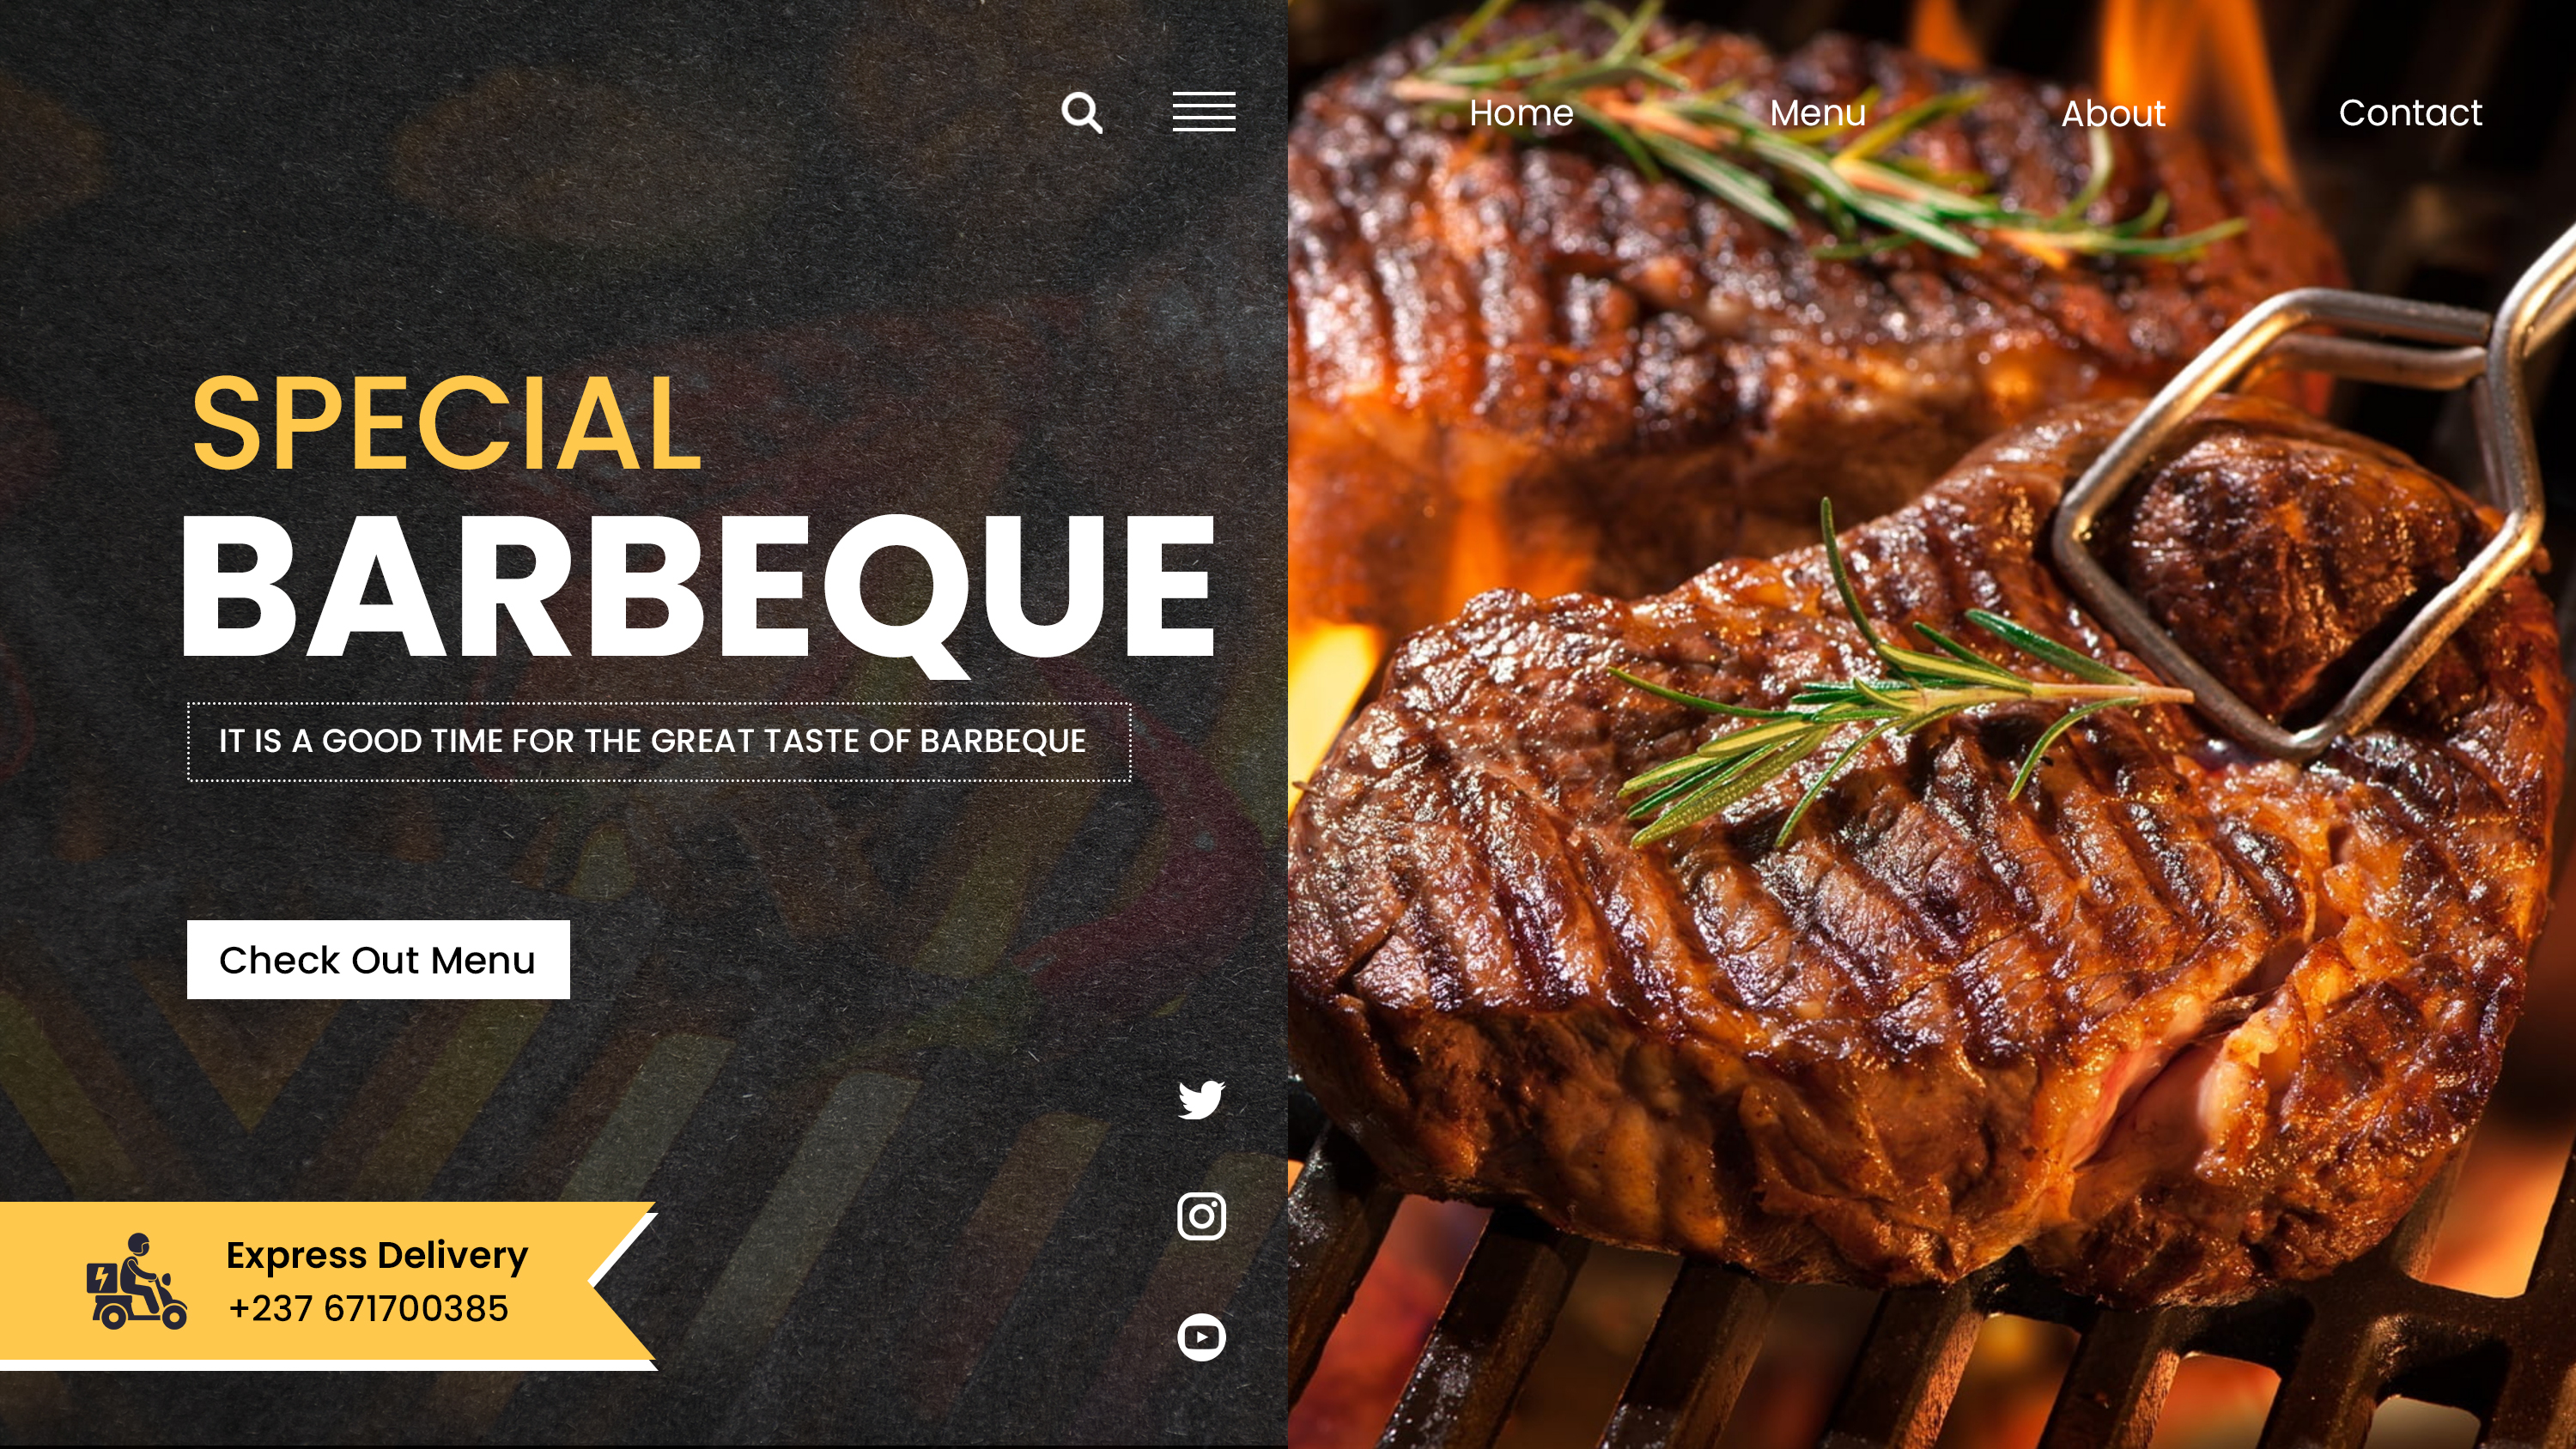 Home
Menu
About
Contact
SPECIAL
BARBEQUE
IT IS A GOOD TIME FOR THE GREAT TASTE OF BARBEQUE
Check Out Menu
Express Delivery
+237 671700385